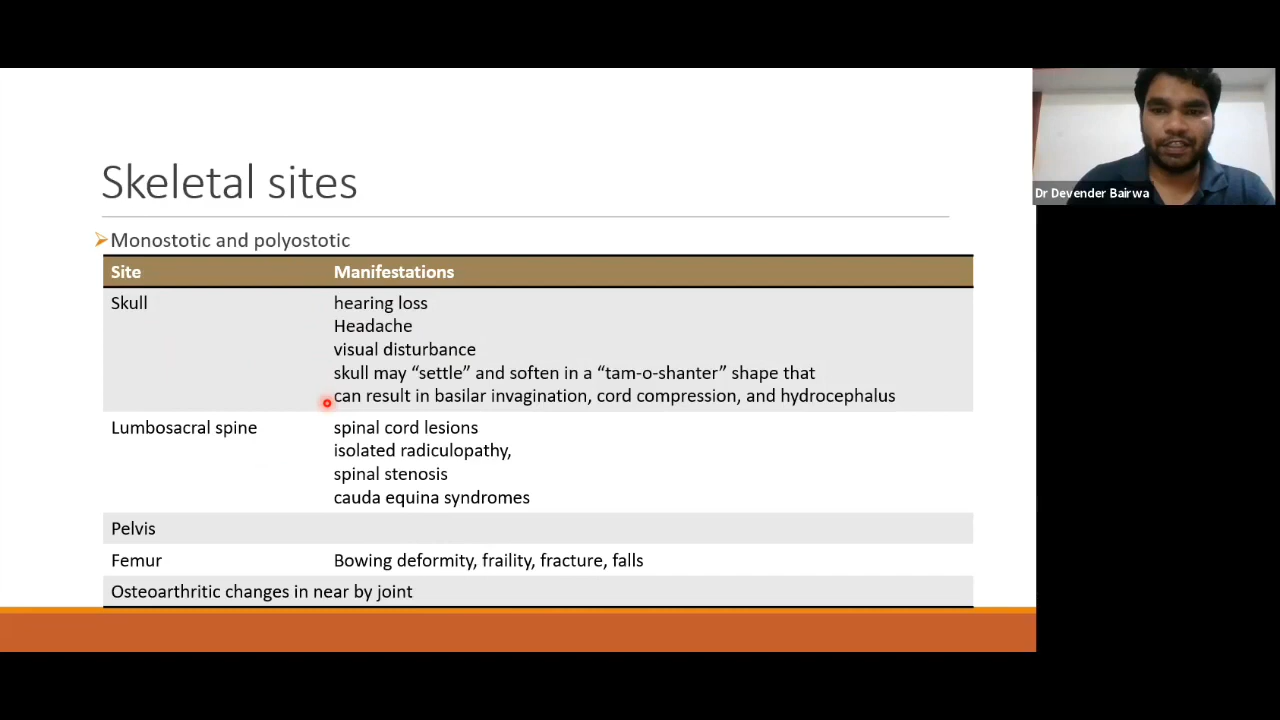 Skeletal sites
Monostotic and polyostotic
Site Manifestations
Skull hearing loss
Headache
visual disturbance
skull may “settle” and soften in a “tam-o-shanter” shape that
can result in basilar invagination, cord compression, and hydrocephalus
Lumbosacral spine spinal cord lesions
isolated radiculopathy,
spinal stenosis
cauda equina syndromes
Pelvis
Femur Bowing deformity, fraility, fracture, falls
Osteoarthritic changes in near by joint
Dr Devender Bairwa